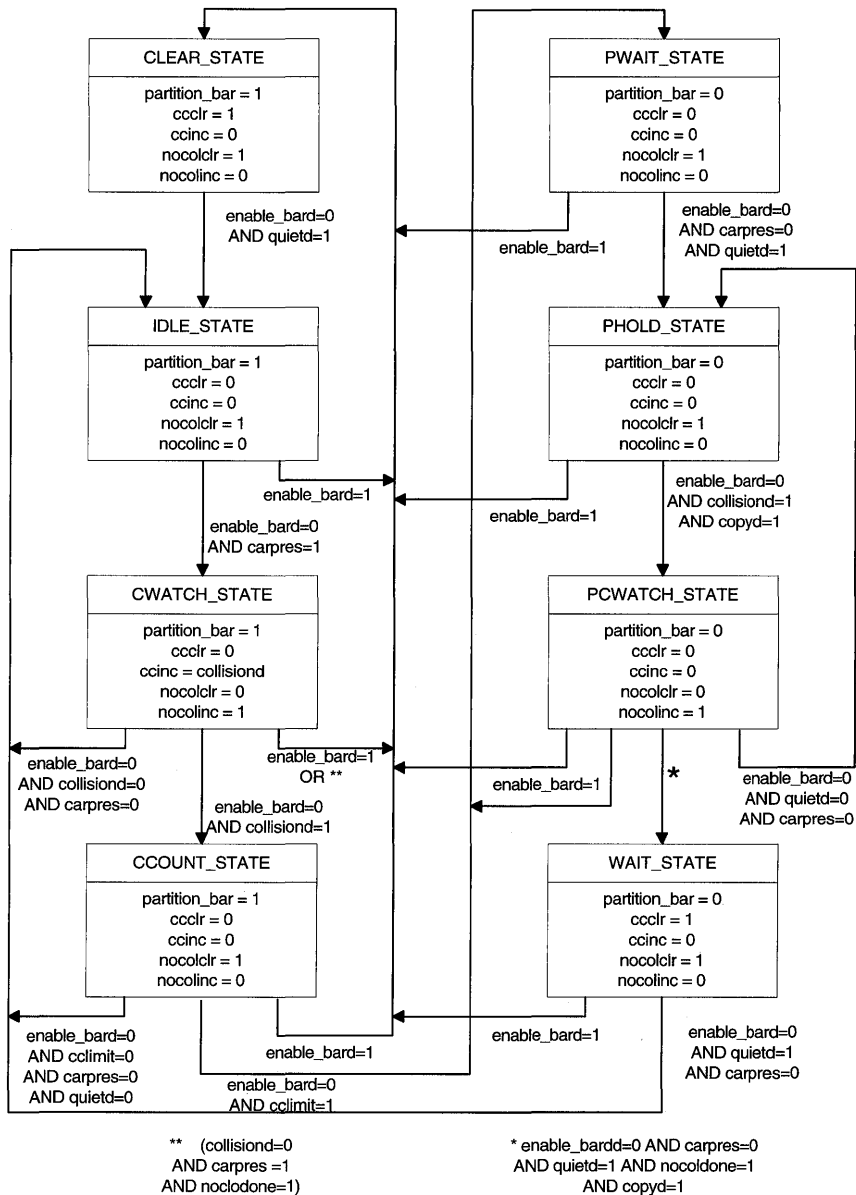 CLEAR_STATE
partition_bar = 1
ccclr = 1
ccinc = 0
nocolclr = 1
nocolinc = 0
enable_bard=0
AND quietd=1
IDLE_STATE
partition_bar = 1
ccclr = 0
ccinc = 0
nocolclr = 1
nocolinc = 0
enable_bard=1
enable_bard=0
AND carpres=1
CWATCH_STATE
partition_bar = 1
ccclr = 0
ccinc = collisiond
nocolclr = 0
nocolinc = 1
enable_bard=0
AND collisiond=0
AND carpres=0
enable_bard=1
OR **
enable_bard=0
AND collisiond=1
CCOUNT_STATE
partition_bar = 1
ccclr = 0
ccinc = 0
nocolclr = 1
nocolinc = 0
enable_bard=0
AND cclimit=0
AND carpres=0
AND quietd=0
enable_bard=1
enable_bard=0
AND cclimit=1
PWAIT_STATE
partition_bar = 0
ccclr = 0
ccinc = 0
nocolclr = 1
nocolinc = 0
enable_bard=1
enable_bard=0
AND carpres=0
AND quietd=1
PHOLD_STATE
partition_bar = 0
ccclr = 0
ccinc = 0
nocolclr = 1
nocolinc = 0
enable_bard=1
enable_bard=0
AND collisiond=1
AND copyd=1
PCWATCH_STATE
partition_bar = 0
ccclr = 0
ccinc = 0
nocolclr = 0
nocolinc = 1
enable_bard=1
*
enable_bard=0
AND quietd=0
AND carpres=0
WAIT_STATE
partition_bar = 0
ccclr = 1
ccinc = 0
nocolclr = 1
nocolinc = 0
enable_bard=1
enable_bard=0
AND quietd=1
AND carpres=0
** (collisiond=0
AND carpres =1
AND noclodone=1)
* enable_bardd=0 AND carpres=0
AND quietd=1 AND nocoldone=1
AND copyd=1